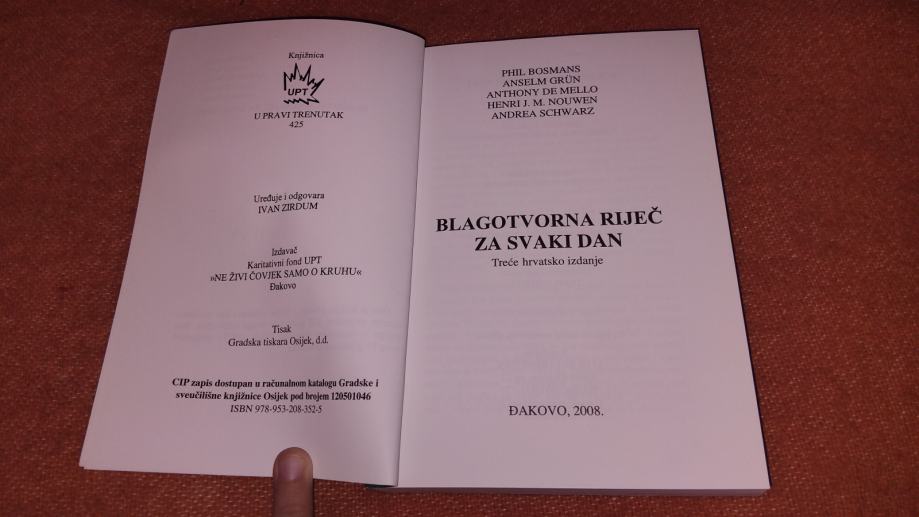 Knjižnica
UPT
U PRAVI TRENUTAK
425
Uređuje i odgovara
IVAN ZIRDUM
Izdavač
Karitativni fond UPT
»NE ŽIVI ČOVJEK SAMO O KRUHU«
Đakovo
Tisak
Gradska tiskara Osijek, d.d.
CIP zapis dostupan u računalnom katalogu Gradske i
sveučilišne knjižnice Osijek pod brojem 120501046
ISBN 978-953-208-352-5
PHIL BOSMANS
ANSELM GRÜN
ANTHONY DE MELLO
HENRI J. M. NOUWEN
ANDREA SCHWARZ
BLAGOTVORNA RIJEČ
ZA SVAKI DAN
Treće hrvatsko izdanje
ĐAKOVO, 2008.